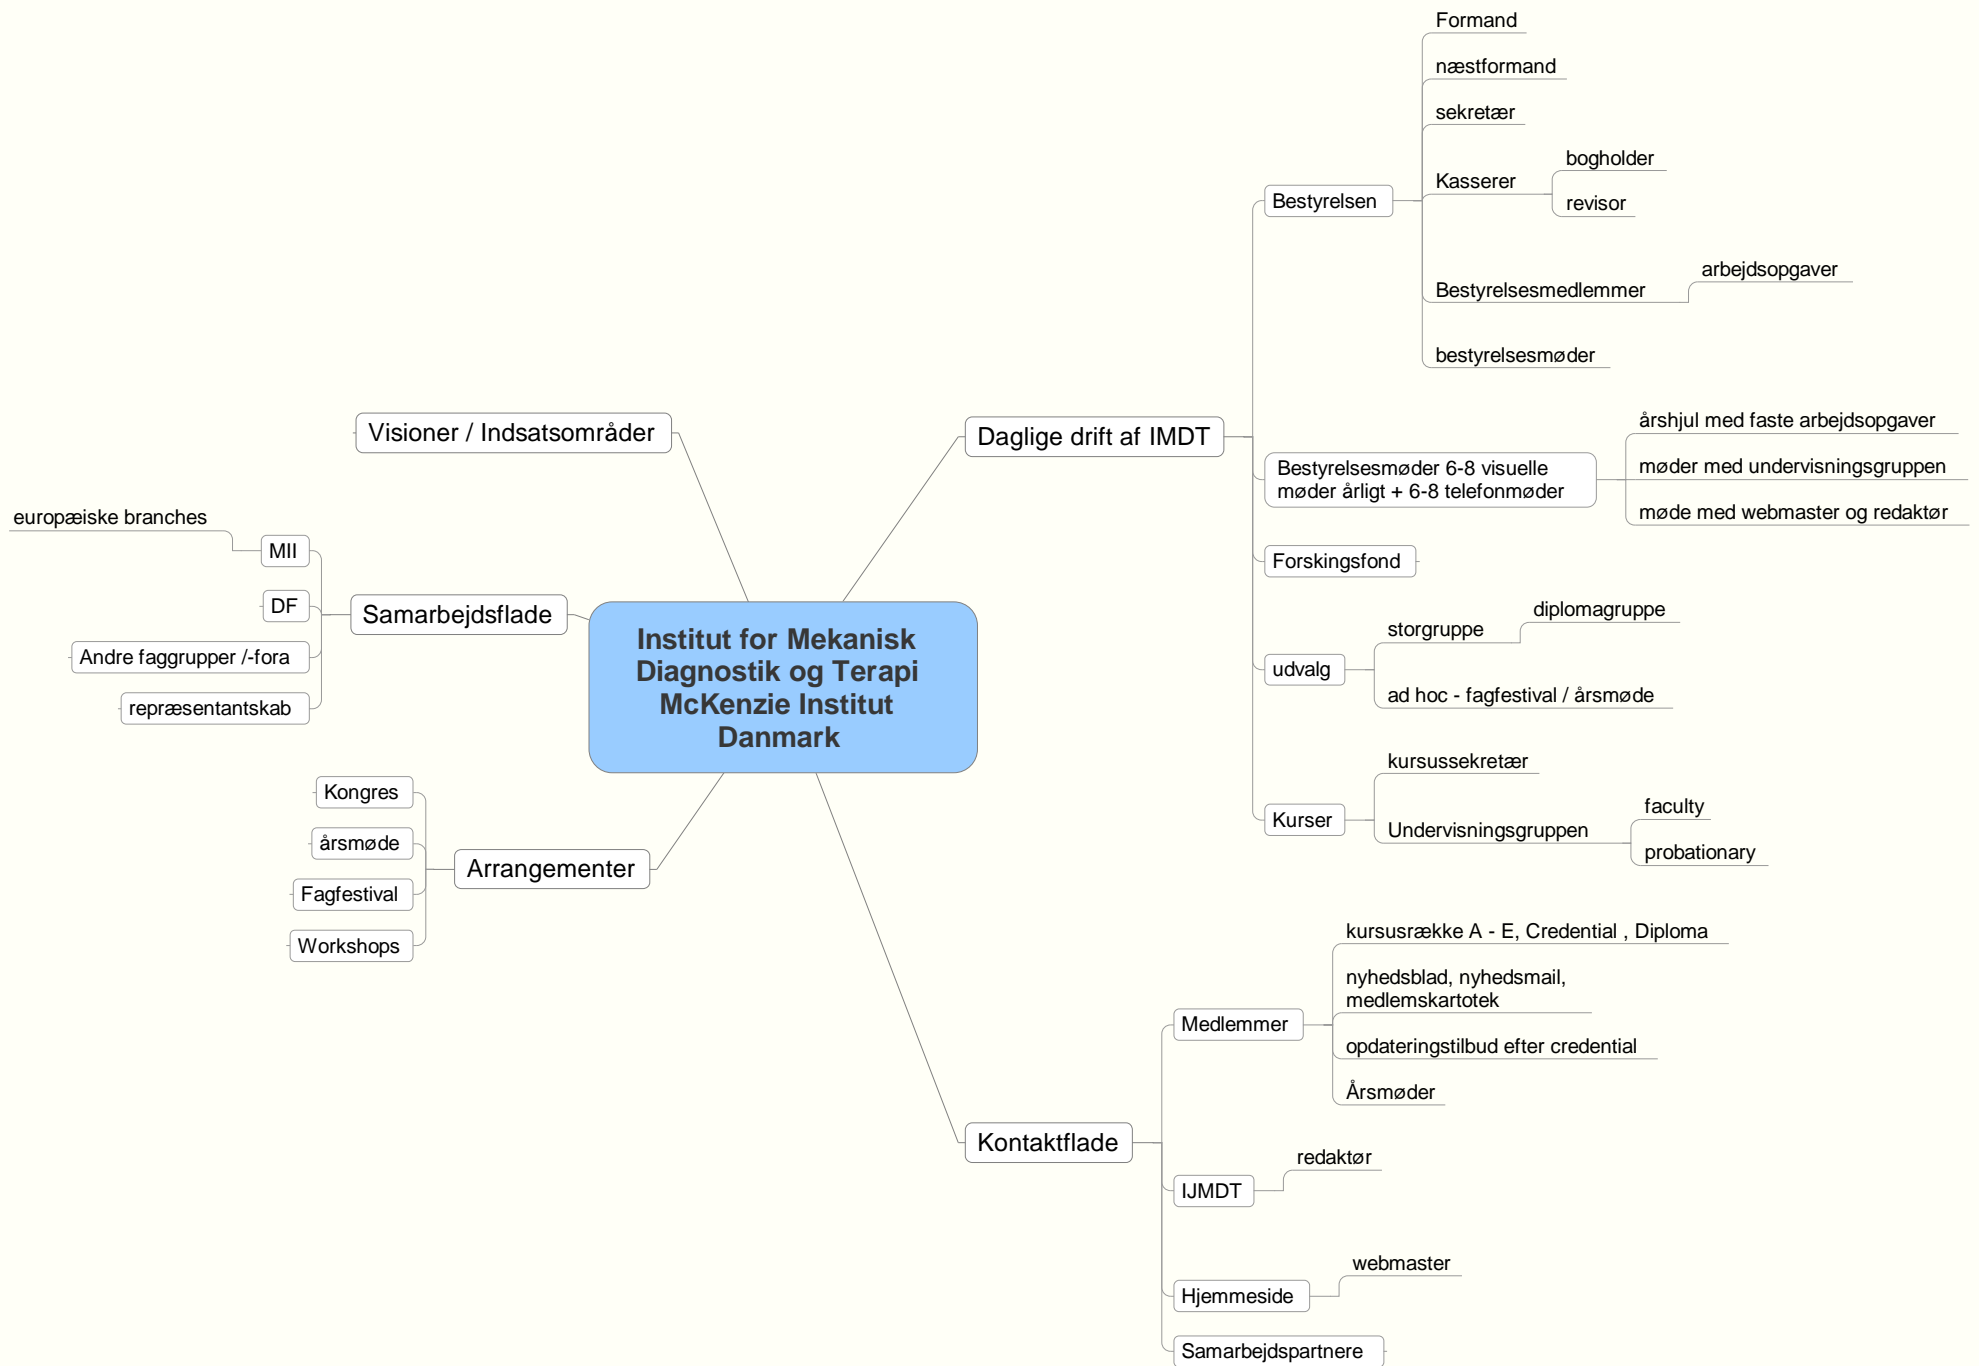 Institut for Mekanisk
Diagnostik og Terapi
McKenzie Institut
Danmark
Daglige drift af IMDT
Bestyrelsen
Formand
næstformand
sekretær
Kasserer
bogholder
revisor
Bestyrelsesmedlemmer
arbejdsopgaver
bestyrelsesmøder
Bestyrelsesmøder 6-8 visuelle
møder årligt + 6-8 telefonmøder
årshjul med faste arbejdsopgaver
møder med undervisningsgruppen
møde med webmaster og redaktør
Forskingsfond
udvalg
storgruppe
diplomagruppe
ad hoc - fagfestival / årsmøde
Kurser
kursussekretær
Undervisningsgruppen
faculty
probationary
Kontaktflade
Medlemmer
kursusrække A - E, Credential , Diploma
nyhedsblad, nyhedsmail,
medlemskartotek
opdateringstilbud efter credential
Årsmøder
IJMDT
redaktør
Hjemmeside
webmaster
Samarbejdspartnere
Arrangementer
Kongres
årsmøde
Fagfestival
Workshops
Samarbejdsflade
MII
europæiske branches
DF
Andre faggrupper /-fora
repræsentantskab
Visioner / Indsatsområder